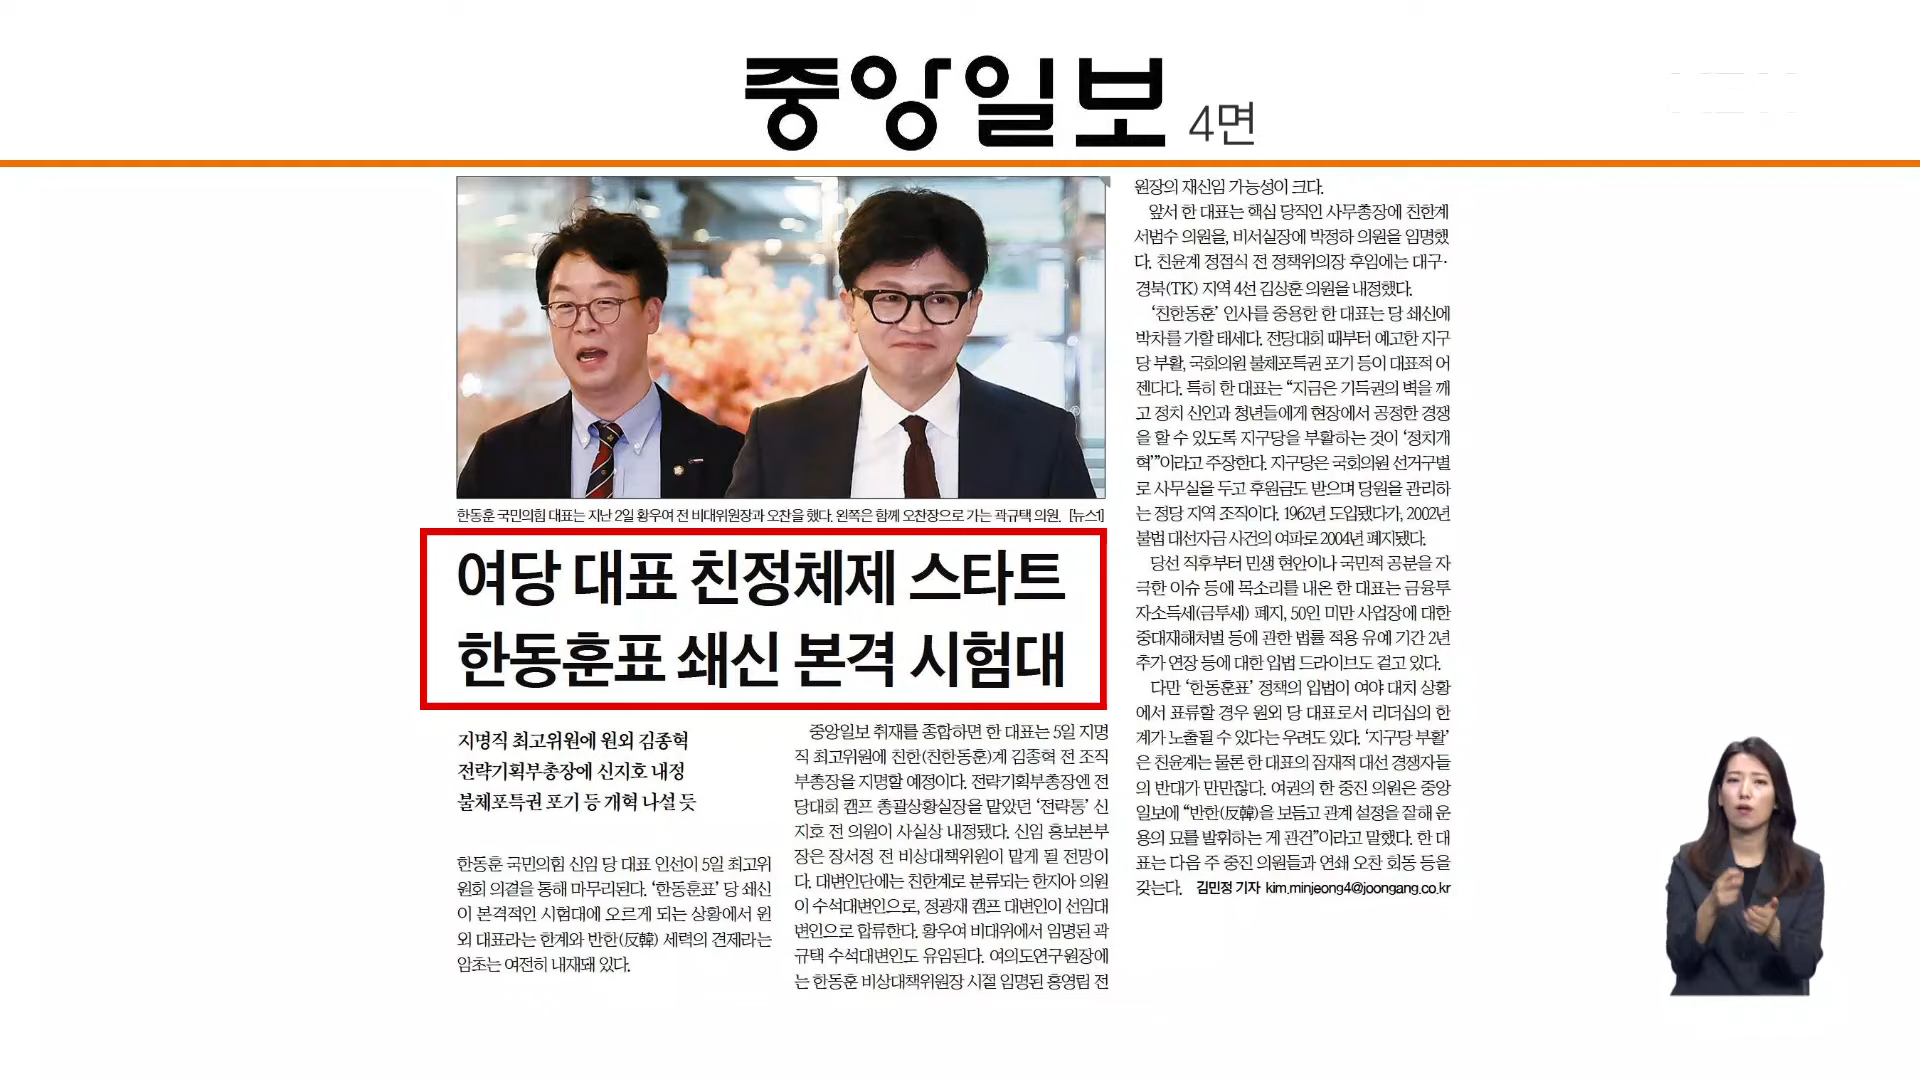 중앙일보 4면
한동훈 국민의힘 대표는 지난 2일 황우여 전 비대위원장과 오찬을 했다. 왼쪽은 함께 오찬장으로 가는 곽규택 의원. [뉴스1]
여당 대표 친정체제 스타트
한동훈표 쇄신 본격 시험대
지명직 최고위원에 원외 김종혁
전략기획부총장에 신지호 내정
불체포특권 포기 등 개혁 나설 듯
한동훈 국민의힘 신임 당 대표 인선이 5일 최고위
원회 의결을 통해 마무리된다. ‘한동훈표’ 당 쇄신
이 본격적인 시험대에 오르게 되는 상황에서 원
외 대표라는 한계와 반한(反韓) 세력의 견제라는
암초는 여전히 내재돼 있다.
중앙일보 취재를 종합하면 한 대표는 5일 지명
직 최고위원에 친한(친한동훈)계 김종혁 전 조직
부총장을 지명할 예정이다. 전략기획부총장엔 전
당대회 캠프 총괄상황실장을 맡았던 ‘전략통’ 신
지호 전 의원이 사실상 내정됐다. 신임 홍보본부
장은 장서정 전 비상대책위원이 맡게 될 전망이
다. 대변인단에는 친한계로 분류되는 한지아 의원
이 수석대변인으로, 정광재 캠프 대변인이 선임대
변인으로 합류한다. 황우여 비대위에서 임명된 곽
규택 수석대변인도 유임된다. 여의도연구원장에
는 한동훈 비상대책위원장 시절 임명된 홍영림 전
원장의 재신임 가능성이 크다.
앞서 한 대표는 핵심 당직인 사무총장에 친한계
서범수 의원을, 비서실장에 박정하 의원을 임명했
다. 친윤계 정점식 전 정책위의장 후임에는 대구·
경북(TK) 지역 4선 김상훈 의원을 내정했다.
‘친한동훈’ 인사를 중용한 한 대표는 당 쇄신에
박차를 가할 태세다. 전당대회 때부터 예고한 지구
당 부활, 국회의원 불체포특권 포기 등이 대표적 어
젠다다. 특히 한 대표는 “지금은 기득권의 벽을 깨
고 정치 신인과 청년들에게 현장에서 공정한 경쟁
을 할 수 있도록 지구당을 부활하는 것이 ‘정치개
혁’”이라고 주장한다. 지구당은 국회의원 선거구별
로 사무실을 두고 후원금도 받으며 당원을 관리하
는 정당 지역 조직이다. 1962년 도입됐다가, 2002년
불법 대선자금 사건의 여파로 2004년 폐지됐다.
당선 직후부터 민생 현안이나 국민적 공분을 자
극한 이슈 등에 목소리를 내온 한 대표는 금융투
자소득세(금투세) 폐지, 50인 미만 사업장에 대한
중대재해처벌 등에 관한 법률 적용 유예 기간 2년
추가 연장 등에 대한 입법 드라이브도 걸고 있다.
다만 ‘한동훈표’ 정책의 입법이 여야 대치 상황
에서 표류할 경우 원외 당 대표로서 리더십의 한
계가 노출될 수 있다는 우려도 있다. ‘지구당 부활’
은 친윤계는 물론 한 대표의 잠재적 대선 경쟁자들
의 반대가 만만찮다. 여권의 한 중진 의원은 중앙
일보에 “반한(反韓)을 보듬고 관계 설정을 잘해 운
용의 묘를 발휘하는 게 관건”이라고 말했다. 한 대
표는 다음 주 중진 의원들과 연쇄 오찬 회동 등을
갖는다. 김민정 기자 kim.minjeong4@joongang.co.kr